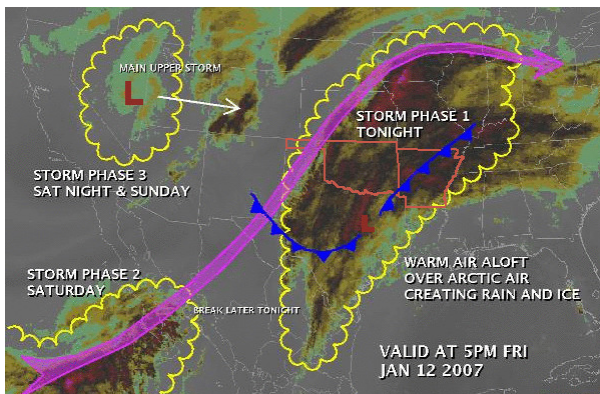 MAIN UPPER STORM
L
STORM PHASE 1
TONIGHT
STORM PHASE 3
SAT NIGHT & SUNDAY
L
STORM PHASE 2
SATURDAY
WARM AIR ALOFT
OVER ARCTIC AIR
CREATING RAIN AND ICE
BREAK LATER TONIGHT
VALID AT 5PM FRI
JAN 12 2007